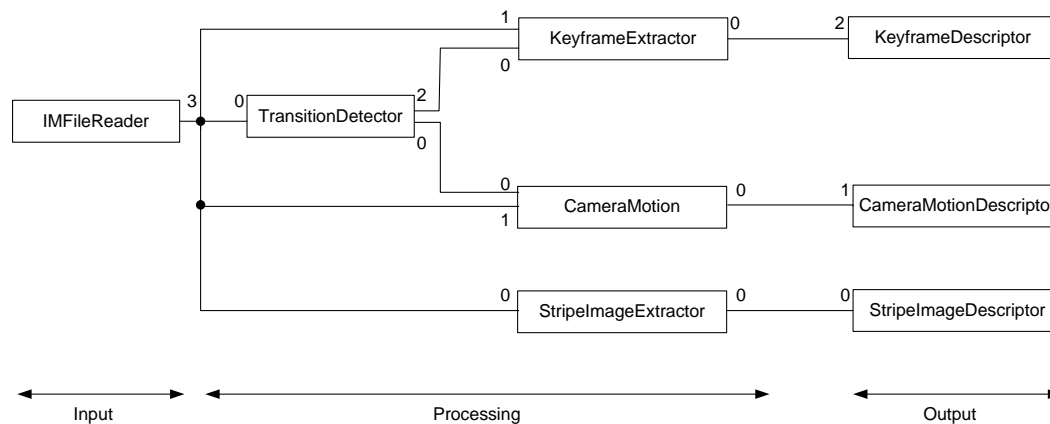 1
KeyframeExtractor
0
2
KeyframeDescriptor
0
IMFileReader
3
0
TransitionDetector
2
0
0
CameraMotion
0
1
CameraMotionDescripto
1
0
StripeImageExtractor
0
0
StripeImageDescriptor
Input
Processing
Output